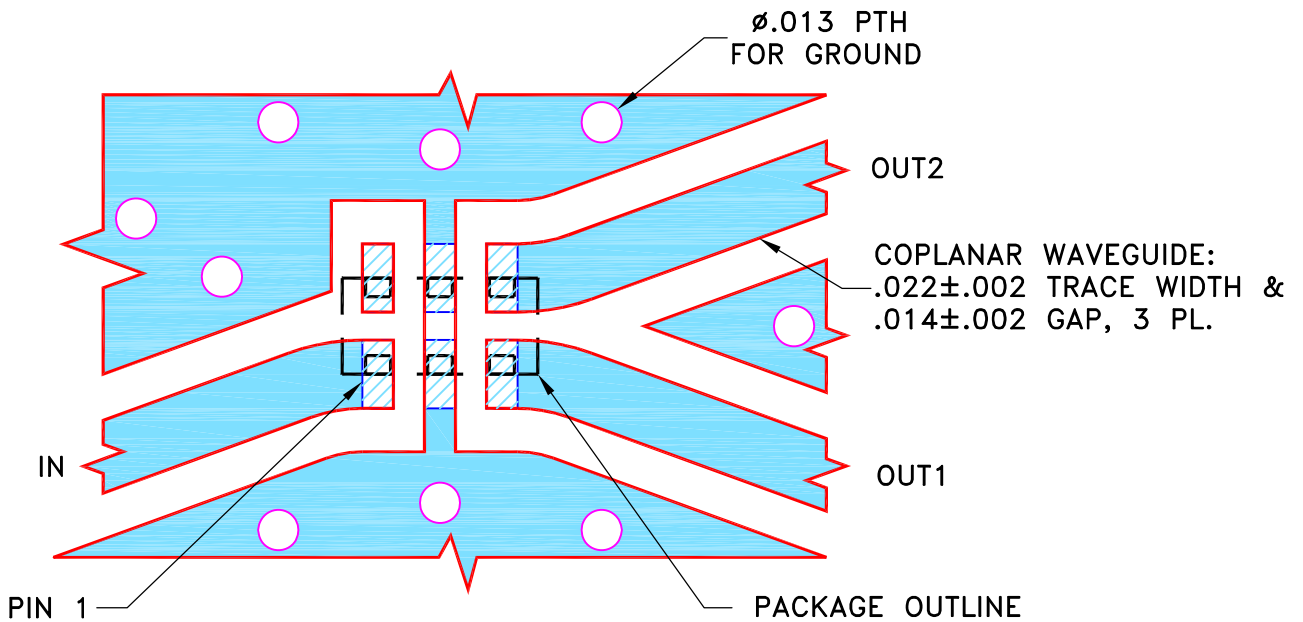 ø.013 PTH
FOR GROUND
OUT2
COPLANAR WAVEGUIDE:
.022±.002 TRACE WIDTH &
.014±.002 GAP, 3 PL.
IN
OUT1
PIN 1
PACKAGE OUTLINE